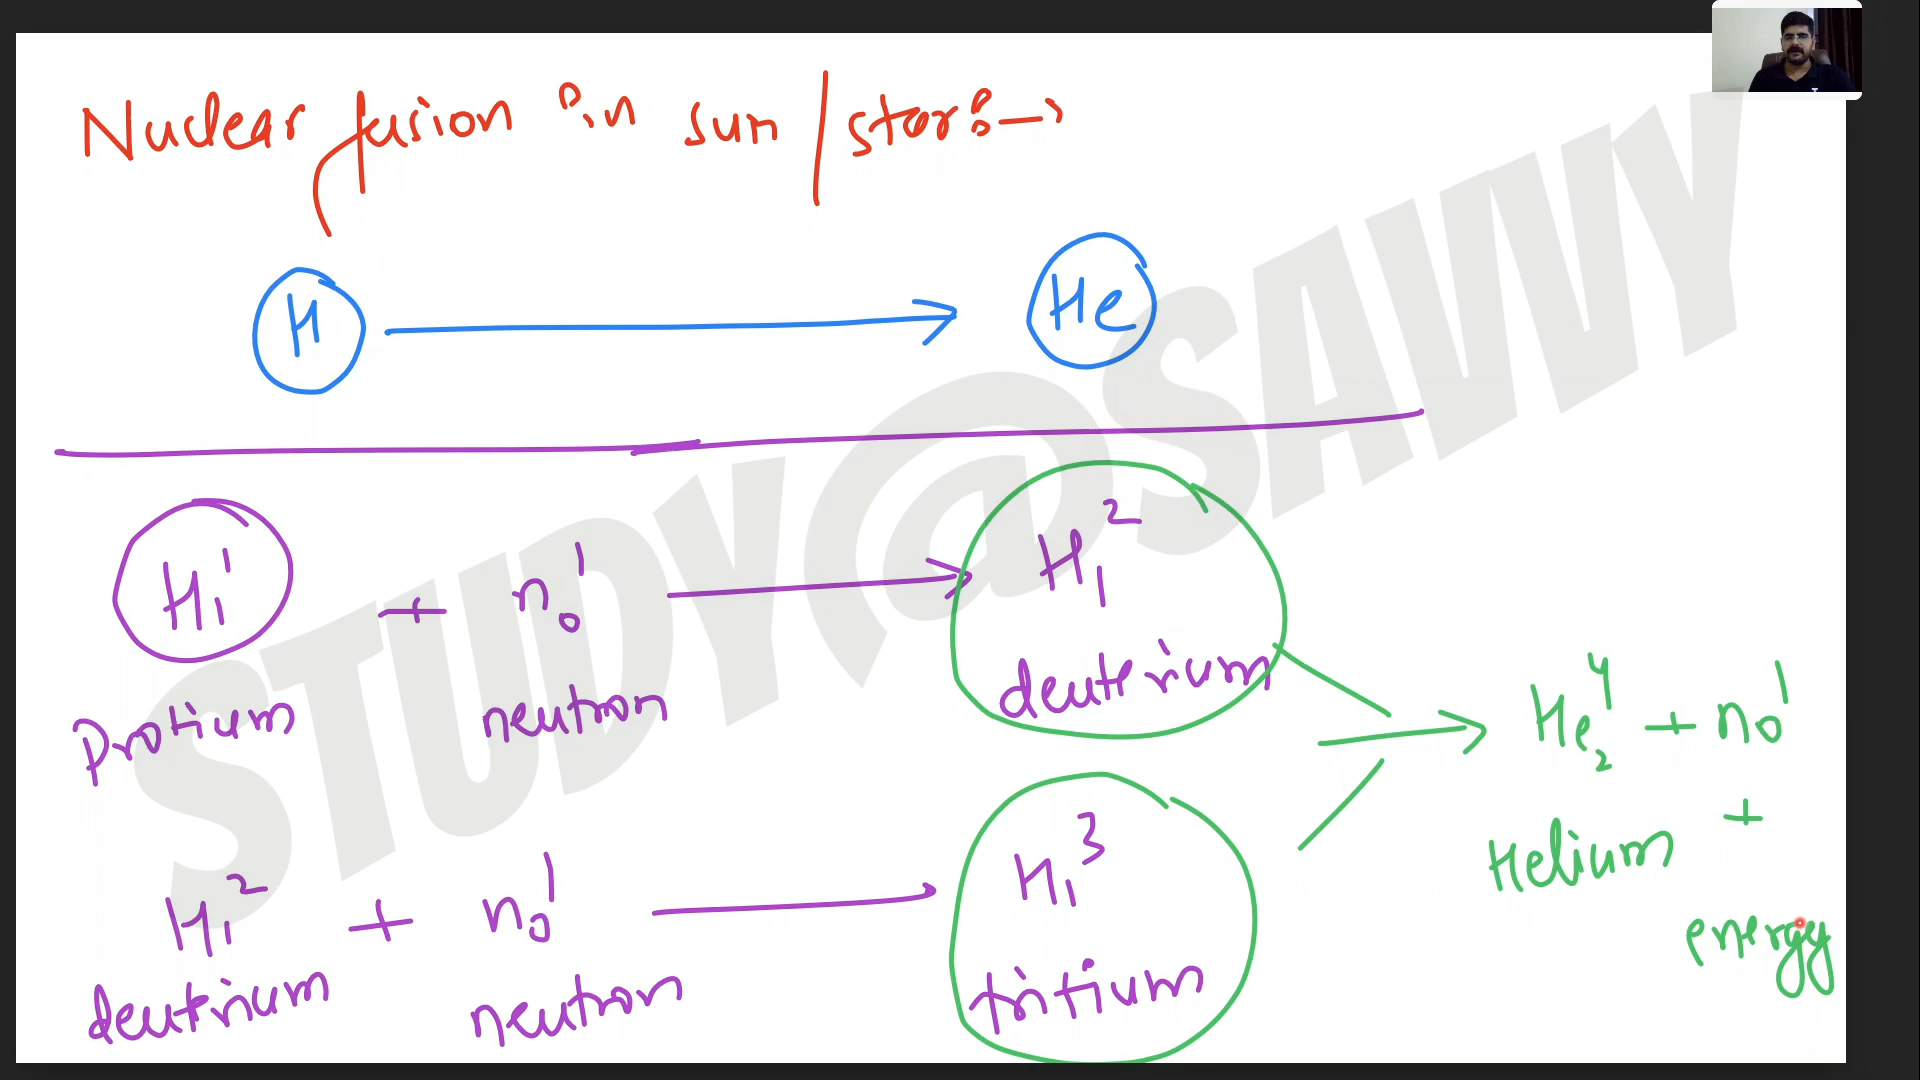 Nuclear fusion in sun / star:→
H → He
H₁¹ + n₀¹ → H₁²
Protium neutron deuterium
He₂⁴ + n₀¹
Helium +
H₁² + n₀¹ → H₁³
energy
deutrium neutron tritium
STUDY@SAVVY